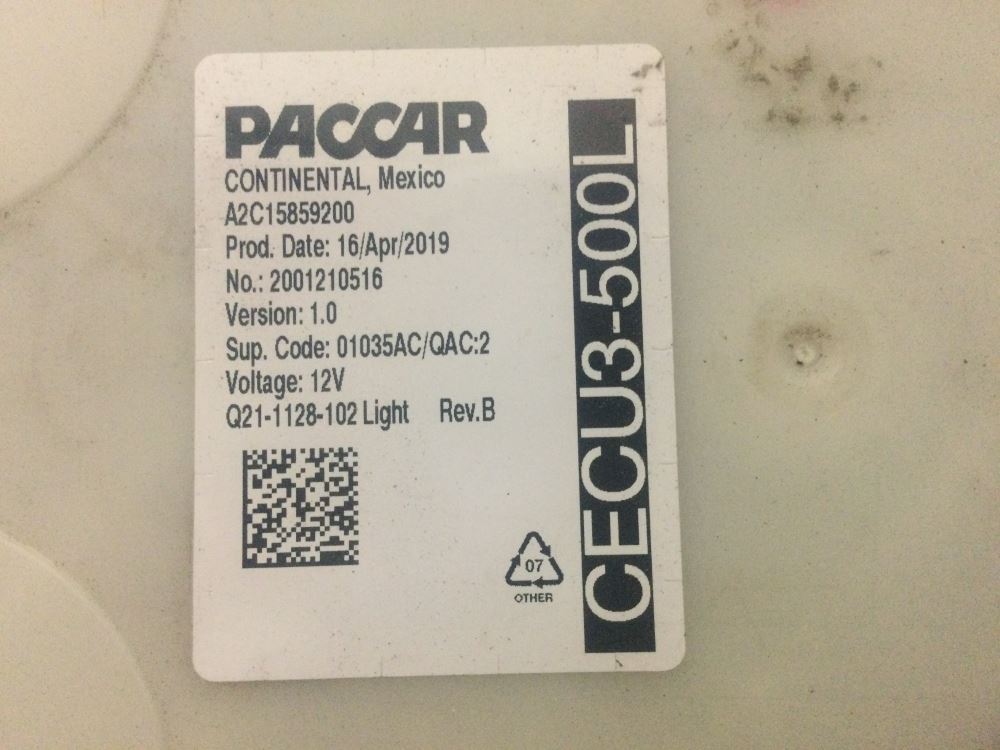 PACCAR
CONTINENTAL, Mexico
A2C15859200
Prod. Date: 16/Apr/2019
No.: 2001210516
Version: 1.0
Sup. Code: 01035AC/QAC:2
Voltage: 12V
Q21-1128-102 Light Rev.B
07
OTHER
CECU3-500L